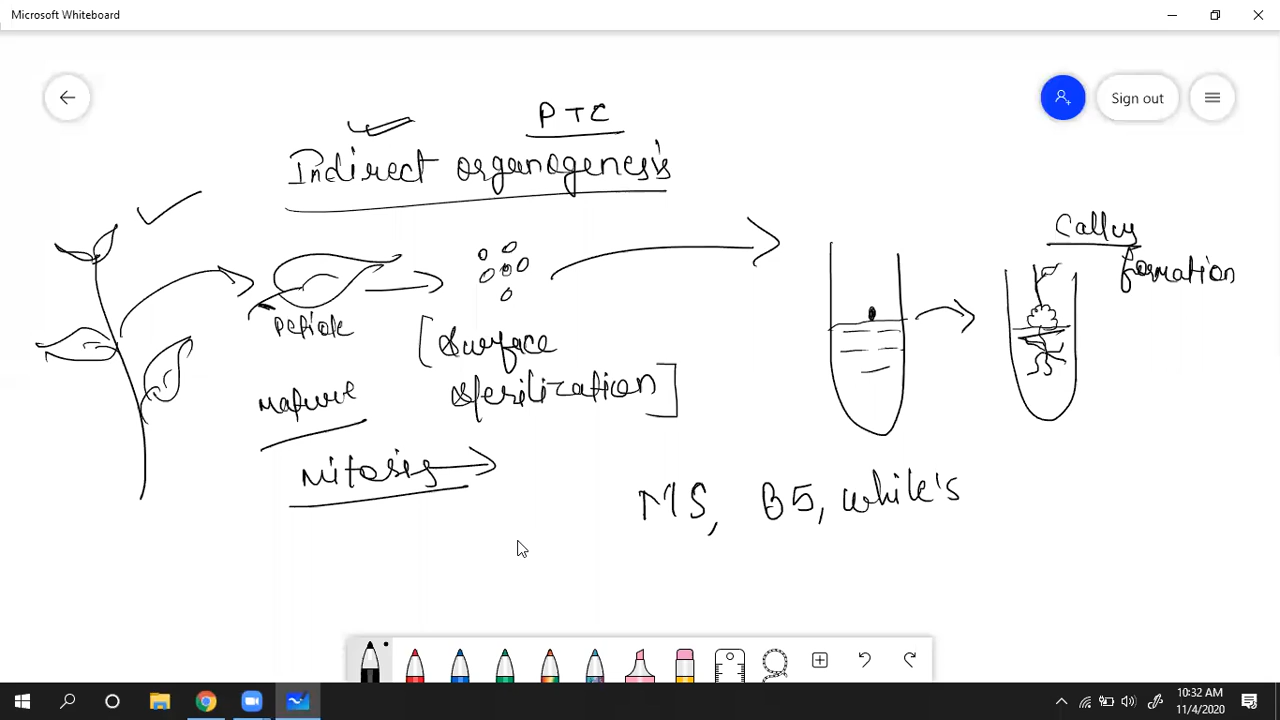 Microsoft Whiteboard
Sign out
PTC
Indirect organogenesis
Callus
formation
petiole
[Surface
sterilization]
Mature
Mitosis
MS, B5, White's
10:32 AM
11/4/2020